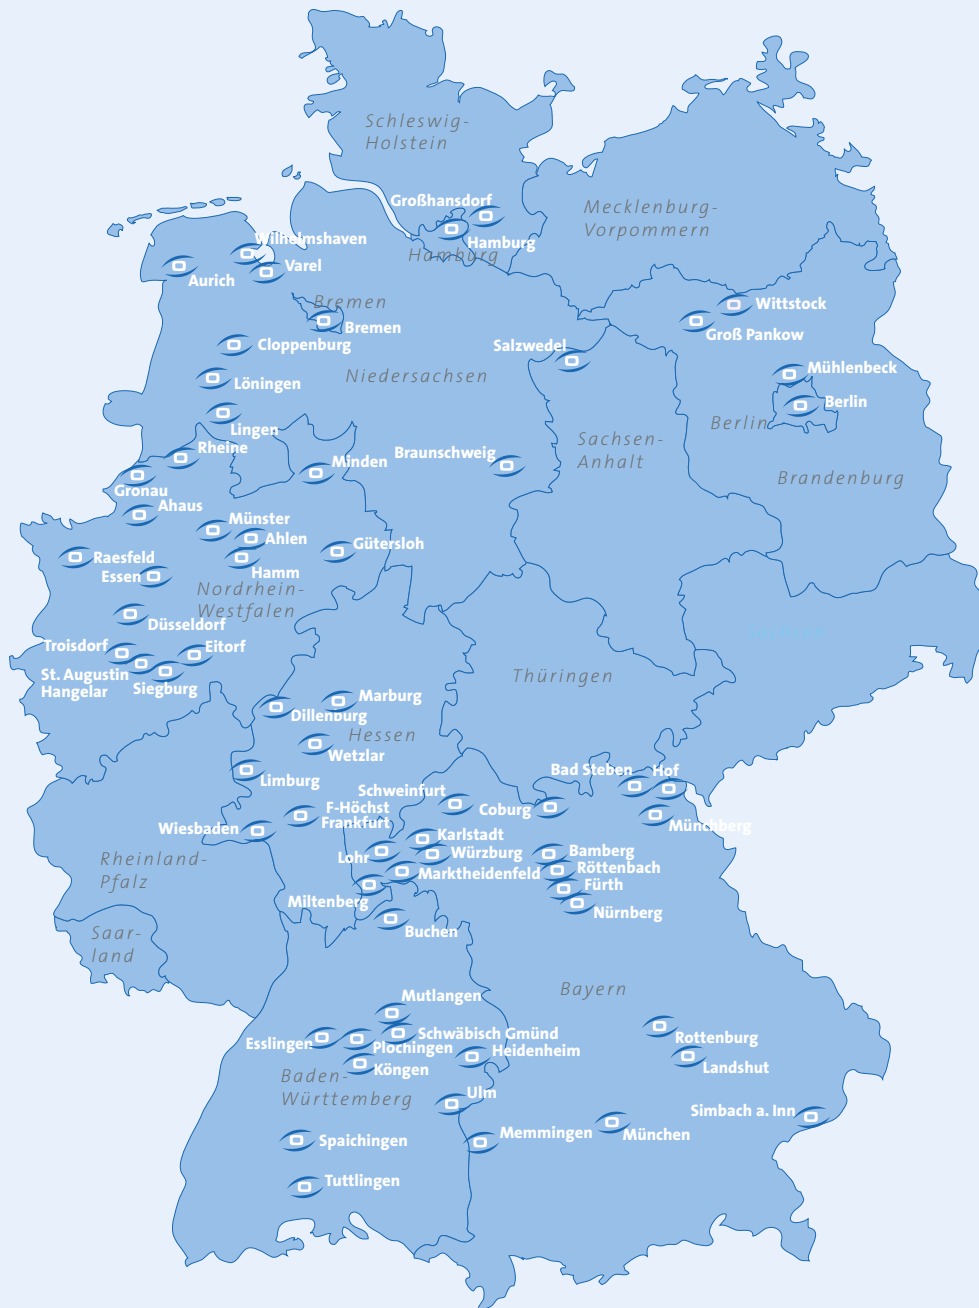 Schleswig-
Holstein
Großhansdorf
Hamburg
Hamburg
Mecklenburg-
Vorpommern
Wilhelmshaven
Varel
Aurich
Bremen
Bremen
Wittstock
Groß Pankow
Cloppenburg
Salzwedel
Niedersachsen
Löningen
Mühlenbeck
Berlin
Berlin
Lingen
Rheine
Sachsen-
Anhalt
Braunschweig
Minden
Brandenburg
Gronau
Ahaus
Münster
Ahlen
Gütersloh
Raesfeld
Essen
Hamm
Nordrhein-
Westfalen
Düsseldorf
Troisdorf
Eitorf
St. Augustin
Hangelar
Siegburg
Thüringen
Marburg
Dillenburg
Hessen
Wetzlar
Limburg
Bad Steben
Hof
Schweinfurt
Coburg
F-Höchst
Frankfurt
Wiesbaden
Münchberg
Karlstadt
Lohr
Würzburg
Bamberg
Rheinland-
Pfalz
Marktheidenfeld
Röttenbach
Fürth
Miltenberg
Nürnberg
Buchen
Saar-
land
Bayern
Mutlangen
Schwäbisch Gmünd
Esslingen
Plochingen
Heidenheim
Köngen
Rottenburg
Landshut
Baden-
Württemberg
Ulm
Simbach a. Inn
Memmingen
München
Spaichingen
Tuttlingen